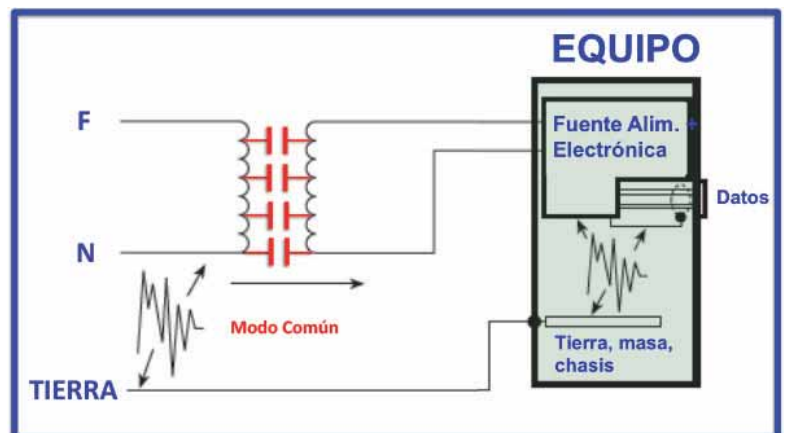 EQUIPO
F
Fuente Alim. +
Electrónica
Datos
N
Modo Común
Tierra, masa,
chasis
TIERRA